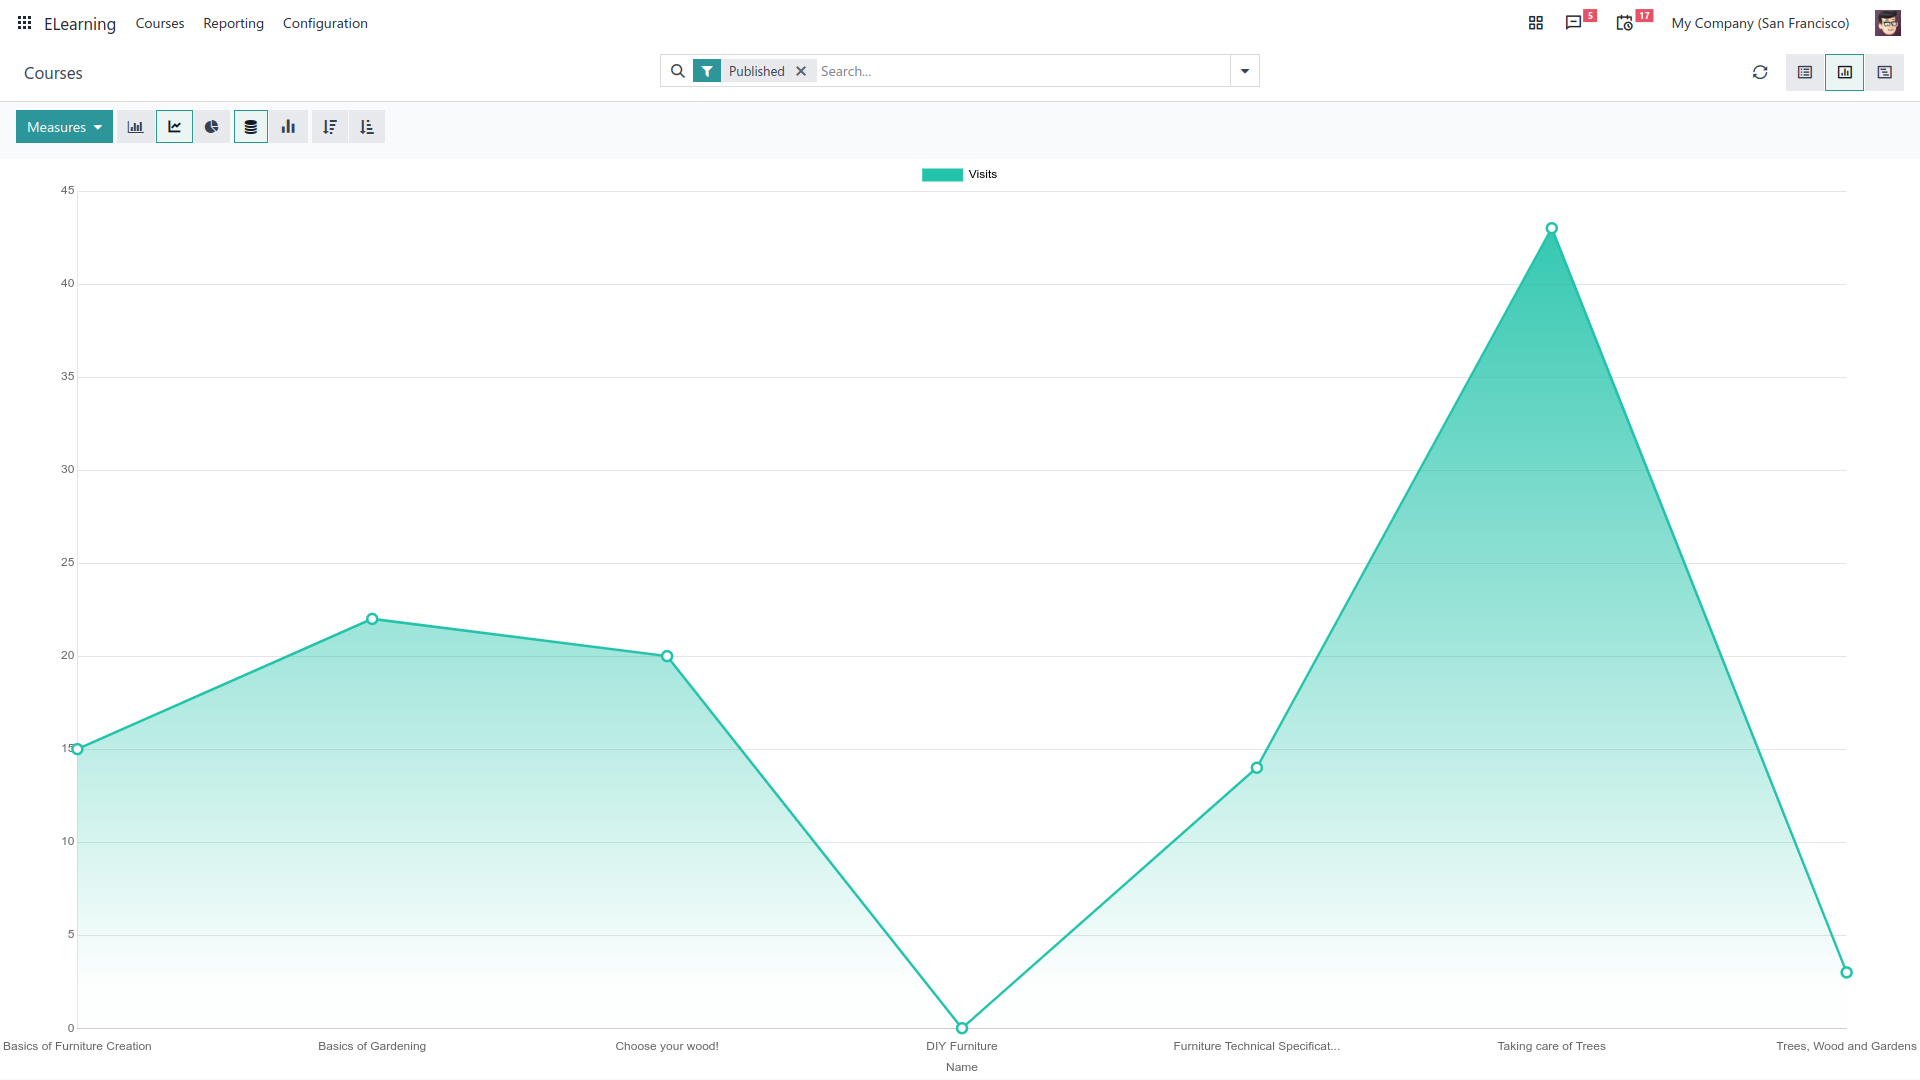 ELearning Courses Reporting Configuration 5 17 My Company (San Francisco)
Courses Published Search...
Measures
Visits
45
40
35
30
25
20
15
10
5
0
Basics of Furniture Creation Basics of Gardening Choose your wood! DIY Furniture Furniture Technical Specificat... Taking care of Trees Trees, Wood and Gardens
Name